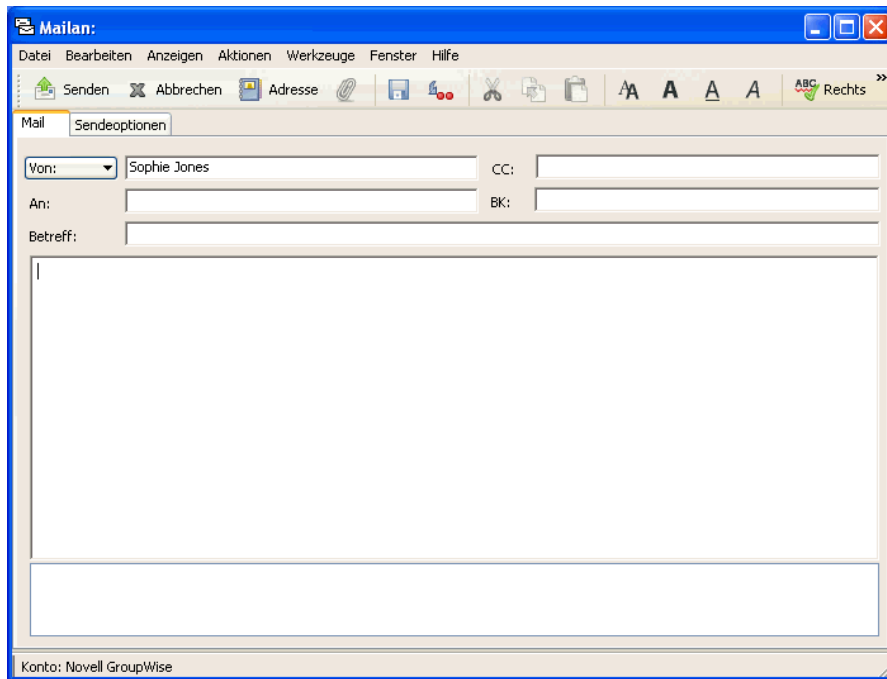 Mailan:
Datei Bearbeiten Anzeigen Aktionen Werkzeuge Fenster Hilfe
Senden Abbrechen Adresse A A A A ABC Rechts »
Mail Sendeoptionen
Von: Sophie Jones CC:
An: BK:
Betreff:
Konto: Novell GroupWise